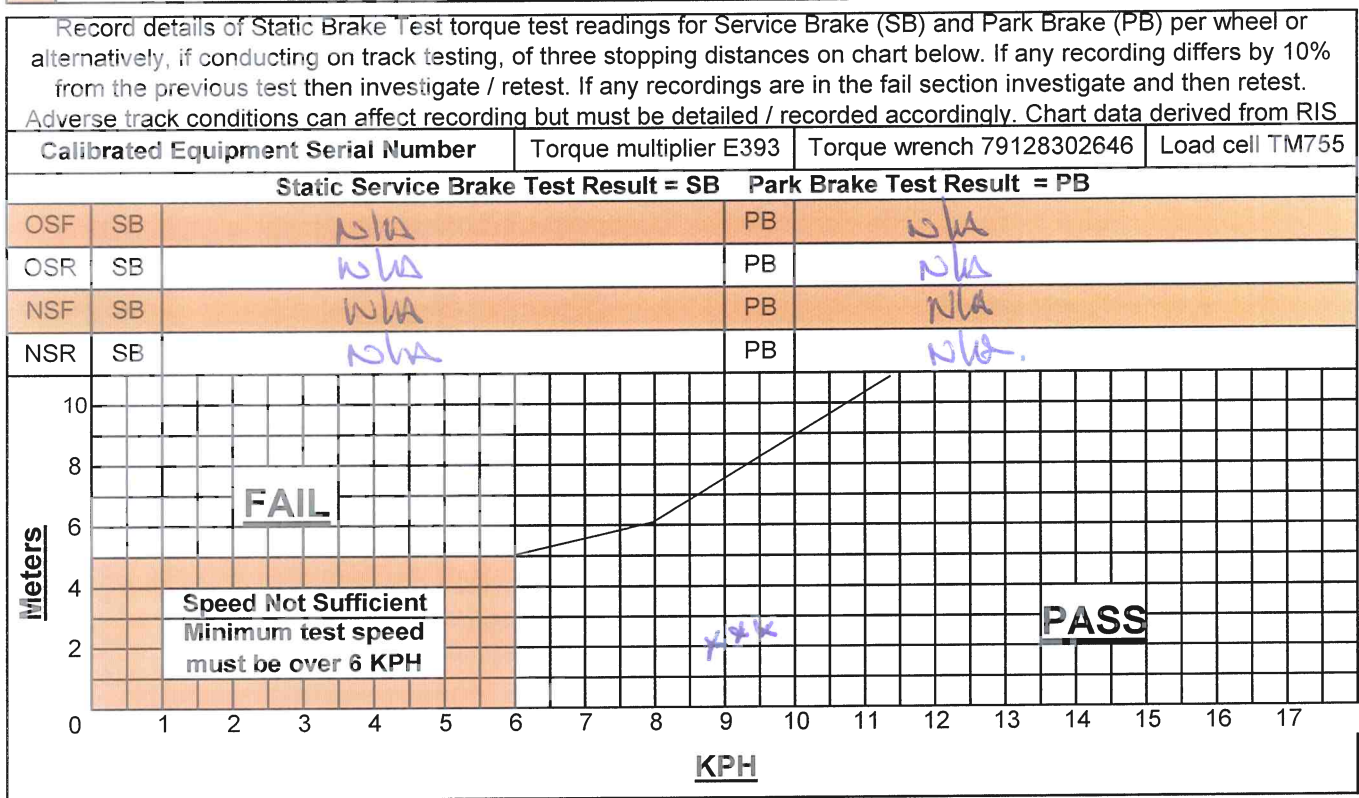 Record details of Static Brake Test torque test readings for Service Brake (SB) and Park Brake (PB) per wheel or
alternatively, if conducting on track testing, of three stopping distances on chart below. If any recording differs by 10%
from the previous test then investigate / retest. If any recordings are in the fail section investigate and then retest.
Adverse track conditions can affect recording but must be detailed / recorded accordingly. Chart data derived from RIS
Calibrated Equipment Serial Number Torque multiplier E393 Torque wrench 79128302646 Load cell TM755
Static Service Brake Test Result = SB Park Brake Test Result = PB
OSF SB N/A PB N/A
OSR SB N/A PB N/A
NSF SB N/A PB N/A
NSR SB N/A PB N/A.
10
8
FAIL
6
Meters
4
Speed Not Sufficient
Minimum test speed
must be over 6 KPH
PASS
2
0 1 2 3 4 5 6 7 8 9 10 11 12 13 14 15 16 17
KPH